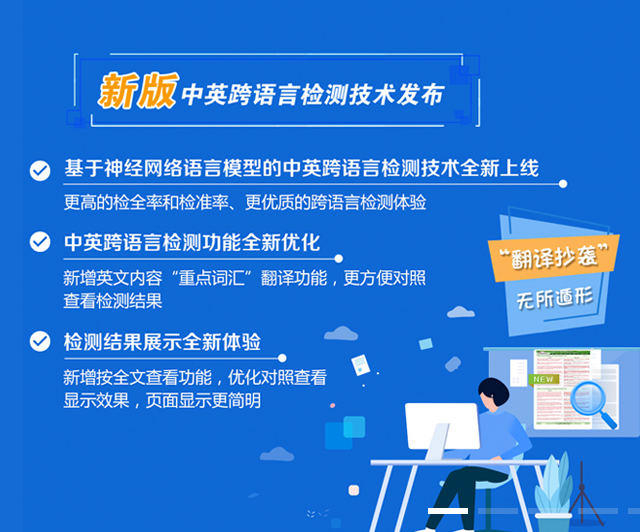 新版中英跨语言检测技术发布
基于神经网络语言模型的中英跨语言检测技术全新上线
更高的检全率和检准率、更优质的跨语言检测体验
中英跨语言检测功能全新优化
新增英文内容“重点词汇”翻译功能，更方便对照
查看检测结果
“翻译抄袭”
无所遁形
检测结果展示全新体验
新增按全文查看功能，优化对照查看
显示效果，页面显示更简明
NEW